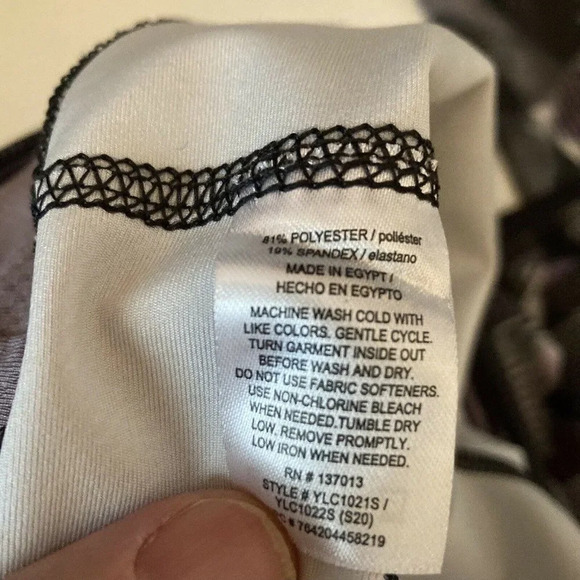 81% POLYESTER / poliéster
19% SPANDEX / elastano
MADE IN EGYPT /
HECHO EN EGYPTO
MACHINE WASH COLD WITH
LIKE COLORS. GENTLE CYCLE.
TURN GARMENT INSIDE OUT
BEFORE WASH AND DRY.
DO NOT USE FABRIC SOFTENERS.
USE NON-CHLORINE BLEACH
WHEN NEEDED.TUMBLE DRY
LOW. REMOVE PROMPTLY.
LOW IRON WHEN NEEDED.
RN # 137013
STYLE # YLC1021S /
YLC1022S (S20)
# 764204458219